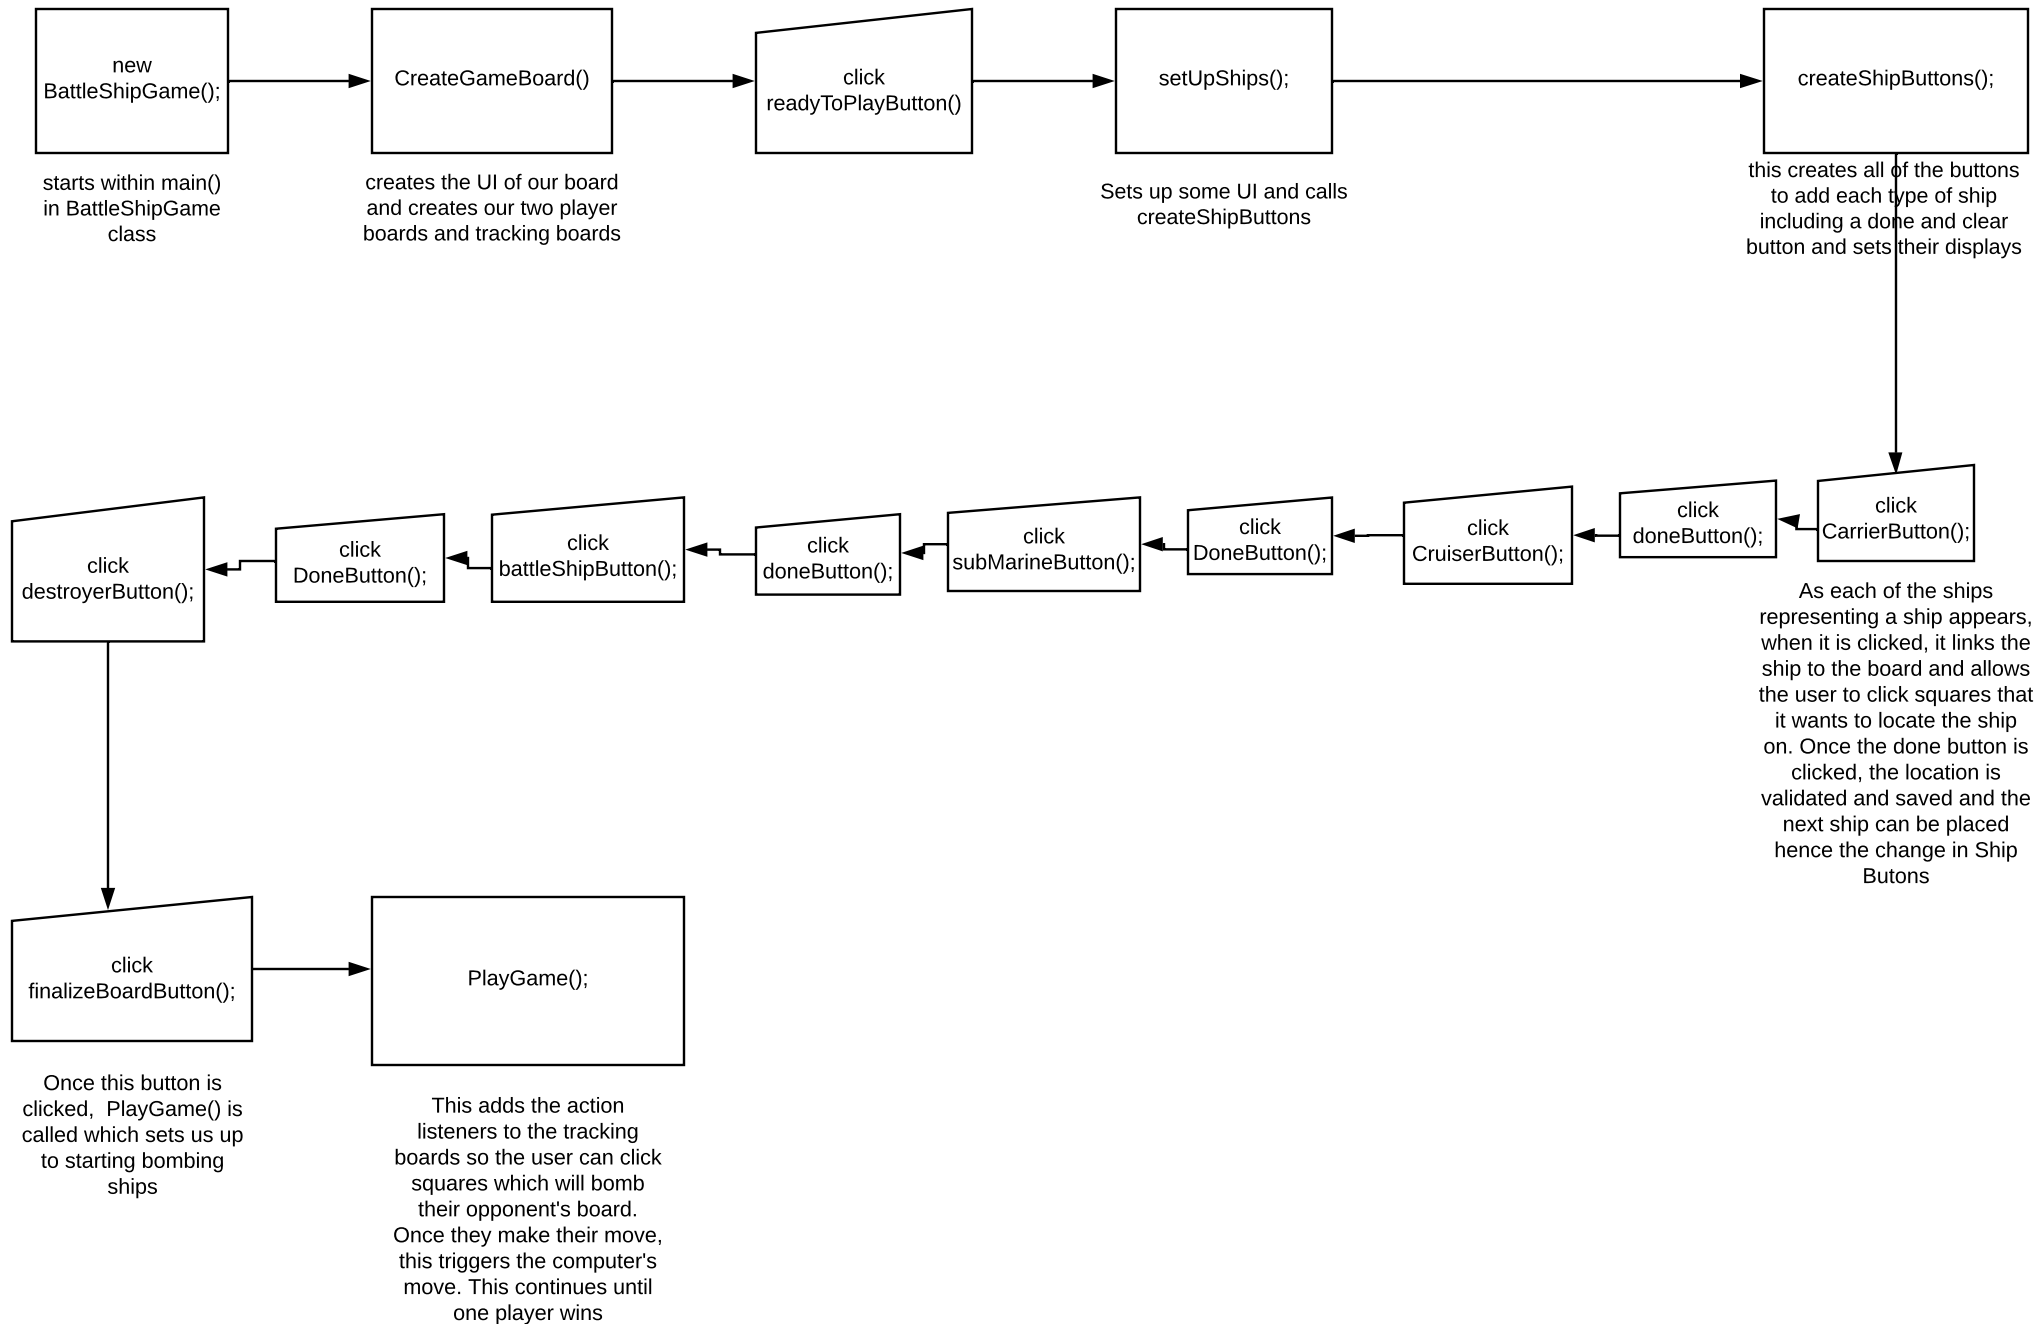 new
BattleShipGame();
starts within main()
in BattleShipGame
class
CreateGameBoard()
creates the UI of our board
and creates our two player
boards and tracking boards
click
readyToPlayButton()
setUpShips();
Sets up some UI and calls
createShipButtons
createShipButtons();
this creates all of the buttons
to add each type of ship
including a done and clear
button and sets their displays
click
CarrierButton();
As each of the ships
representing a ship appears,
when it is clicked, it links the
ship to the board and allows
the user to click squares that
it wants to locate the ship
on. Once the done button is
clicked, the location is
validated and saved and the
next ship can be placed
hence the change in Ship
Butons
click
doneButton();
click
CruiserButton();
click
DoneButton();
click
subMarineButton();
click
doneButton();
click
battleShipButton();
click
DoneButton();
click
destroyerButton();
click
finalizeBoardButton();
Once this button is
clicked,  PlayGame() is
called which sets us up
to starting bombing
ships
PlayGame();
This adds the action
listeners to the tracking
boards so the user can click
squares which will bomb
their opponent's board.
Once they make their move,
this triggers the computer's
move. This continues until
one player wins